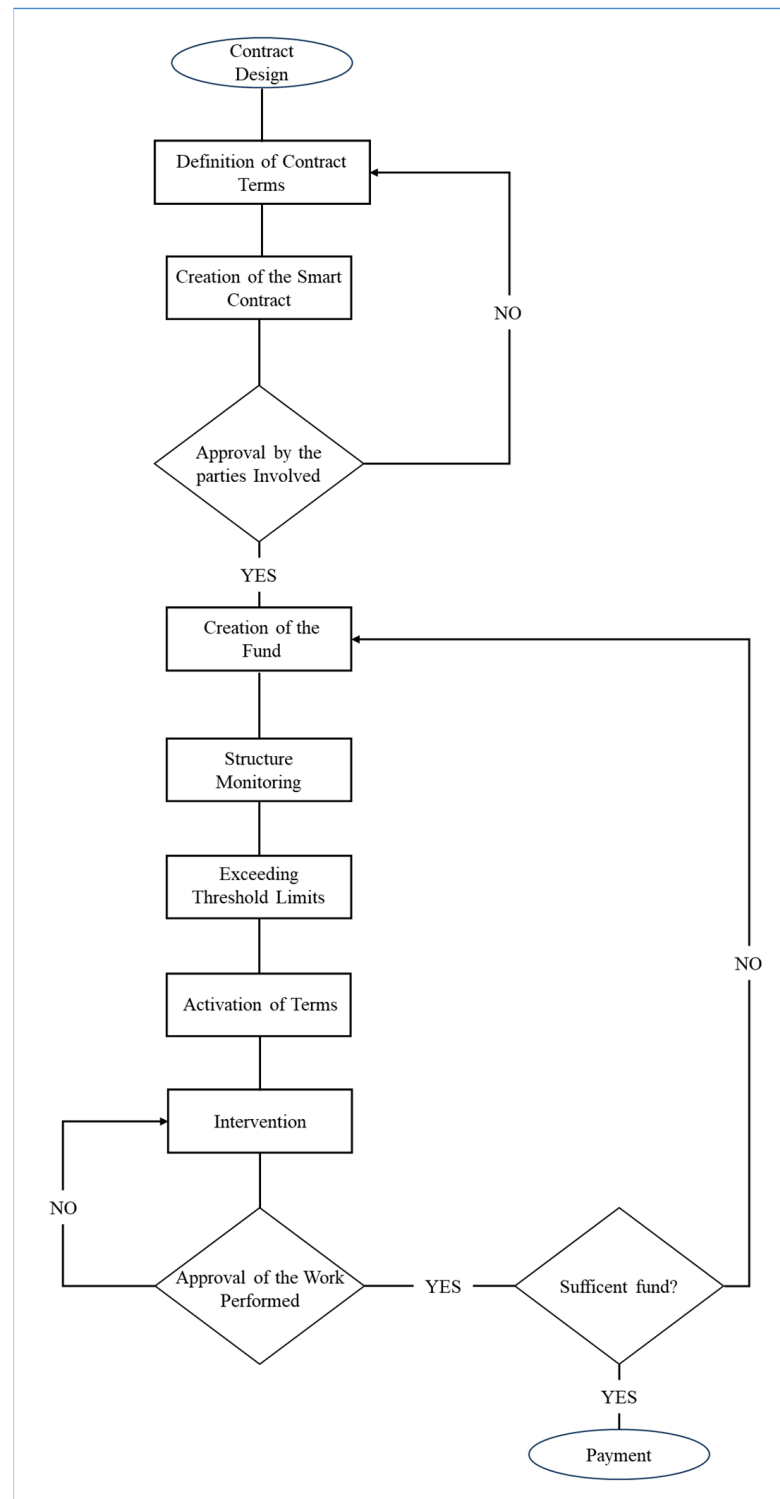 Contract
Design
Definition of Contract
Terms
Creation of the Smart
Contract
NO
Approval by the
parties Involved
YES
Creation of the
Fund
Structure
Monitoring
Exceeding
Threshold Limits
NO
Activation of Terms
Intervention
NO
Approval of the Work
Performed
YES
Sufficent fund?
YES
Payment